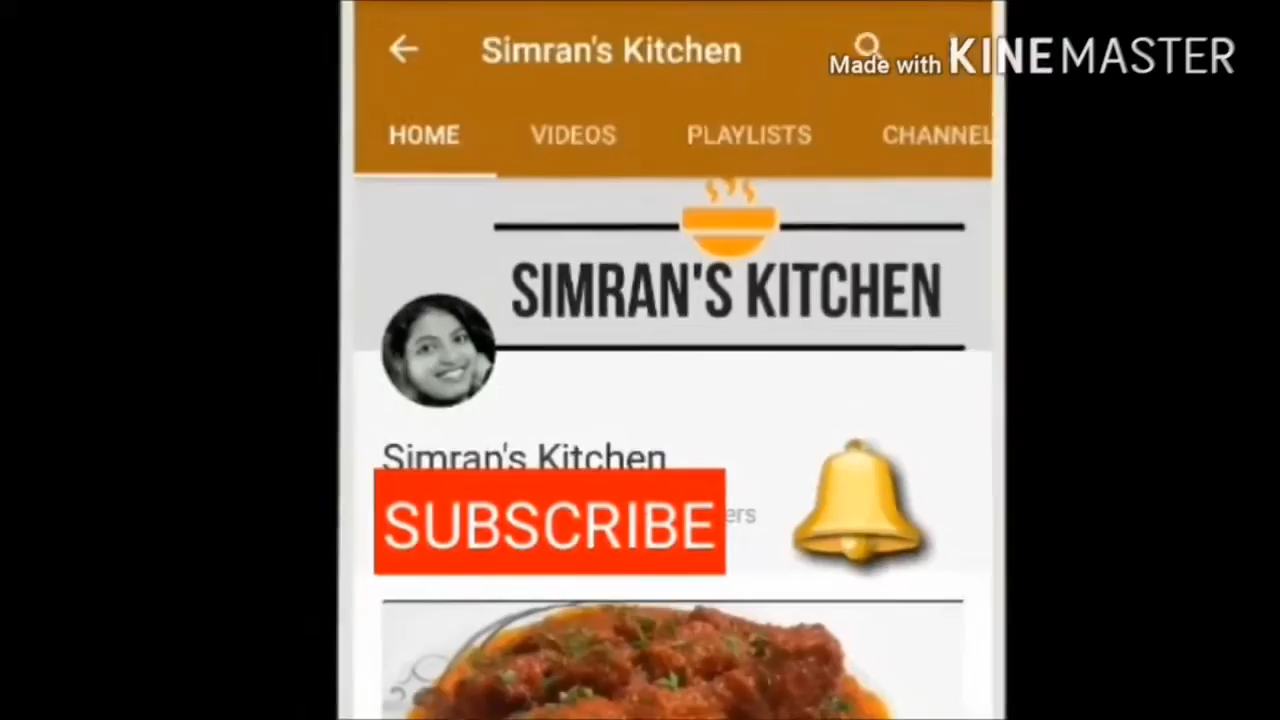 Simran's Kitchen
Made with KINEMASTER
HOME VIDEOS PLAYLISTS CHANNEL
SIMRAN'S KITCHEN
Simran's Kitchen
SUBSCRIBE